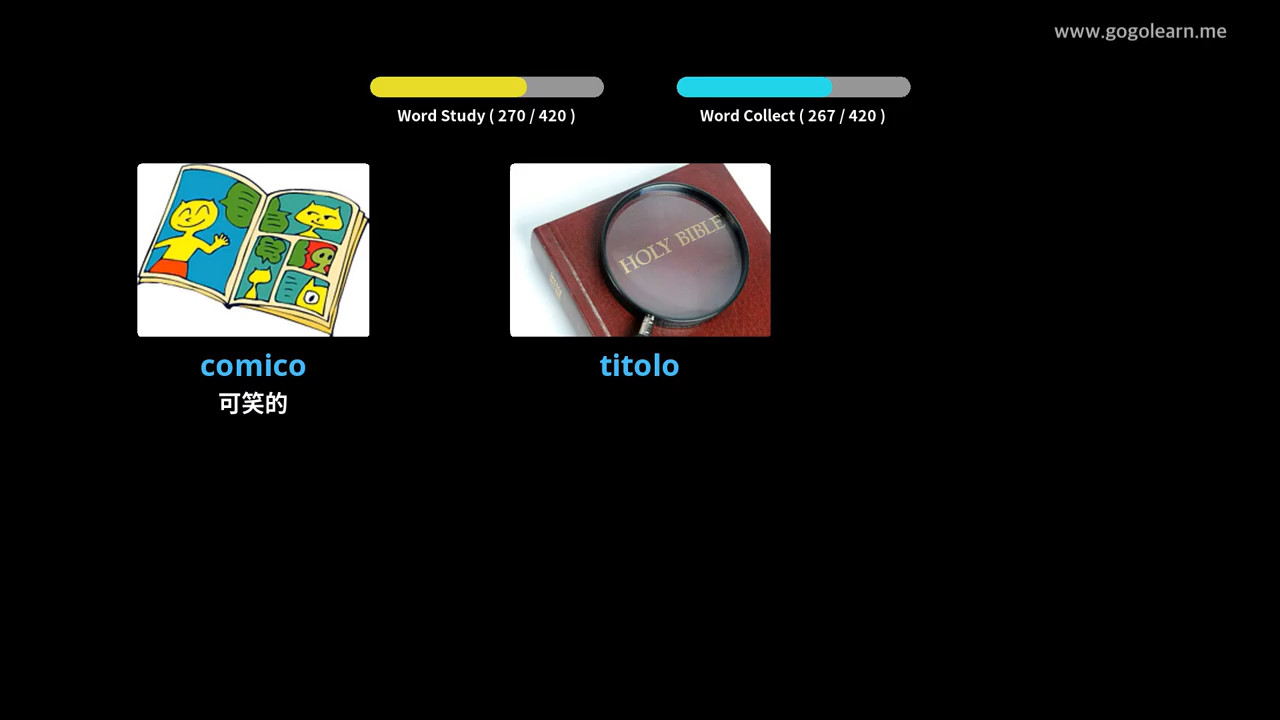 www.gogolearn.me
Word Study ( 270 / 420 )
Word Collect ( 267 / 420 )
HOLY BIBLE
comico
titolo
可笑的